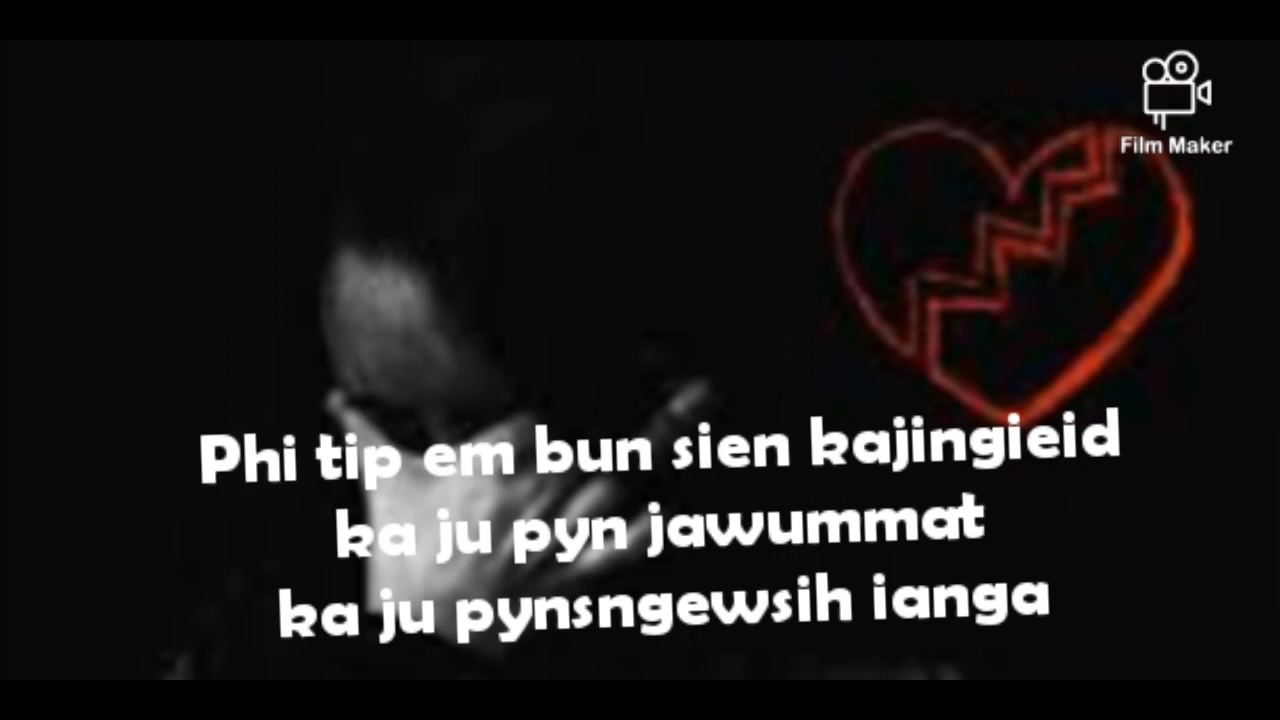 Film Maker
Phi tip em bun sien kajingieid
ka ju pyn jawummat
ka ju pynsngewsih ianga